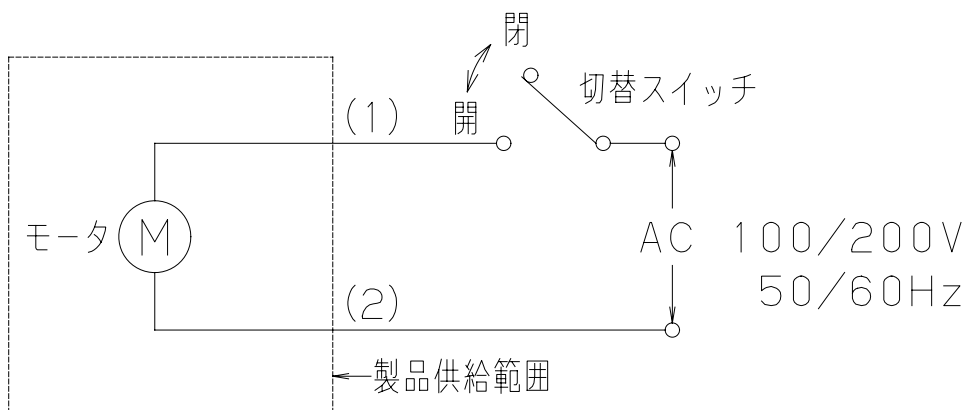 閉
切替スイッチ
(1)
開
モータ
M
AC 100/200V
50/60Hz
(2)
製品供給範囲